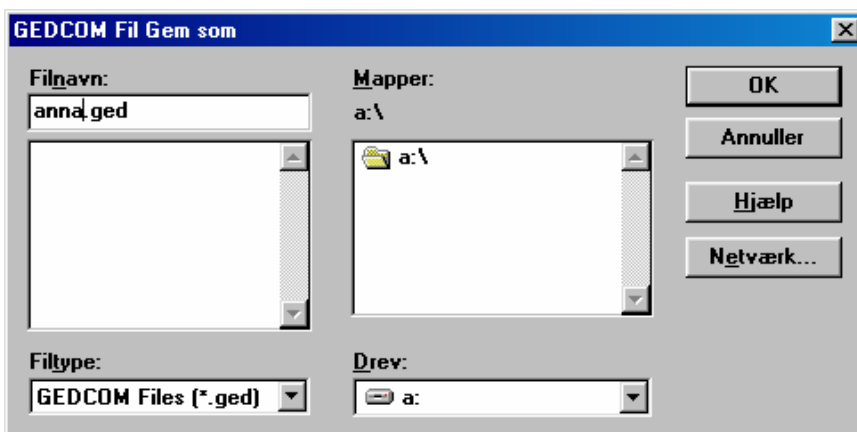 GEDCOM Fil Gem som
Filnavn:
anna.ged
Mapper:
a:\
a:\
OK
Annuller
Hjælp
Netværk...
Filtype:
GEDCOM Files (*.ged)
Drev:
a: